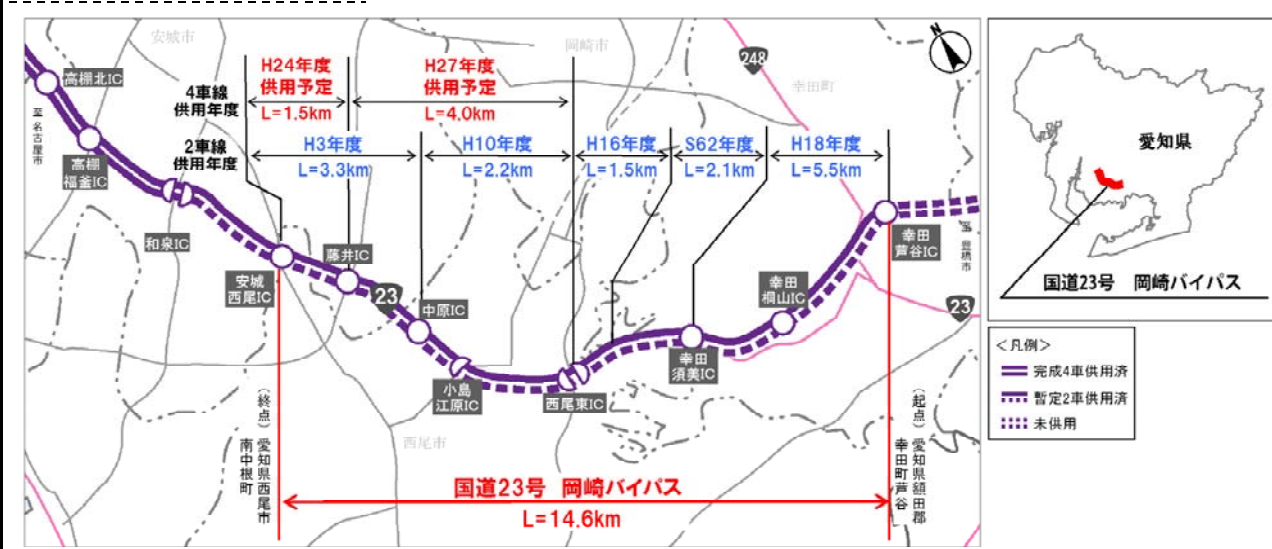 安城市
岡崎市
幸田町
西尾市
高棚北IC
至 名古屋市
高棚
福釜IC
和泉IC
4車線
供用年度
2車線
供用年度
H24年度
供用予定
L=1.5km
H27年度
供用予定
L=4.0km
H3年度
L=3.3km
H10年度
L=2.2km
H16年度
L=1.5km
S62年度
L=2.1km
H18年度
L=5.5km
248
N
安城
西尾IC
藤井IC
23
中原IC
小島
江原IC
西尾東IC
幸田
須美IC
幸田
桐山IC
幸田
芦谷IC
至 豊橋市
23
(終点) 愛知県西尾市
南中根町
(起点) 愛知県額田郡
幸田町芦谷
国道23号 岡崎バイパス
L=14.6km
愛知県
国道23号 岡崎バイパス
<凡例>
完成4車供用済
暫定2車供用済
未供用